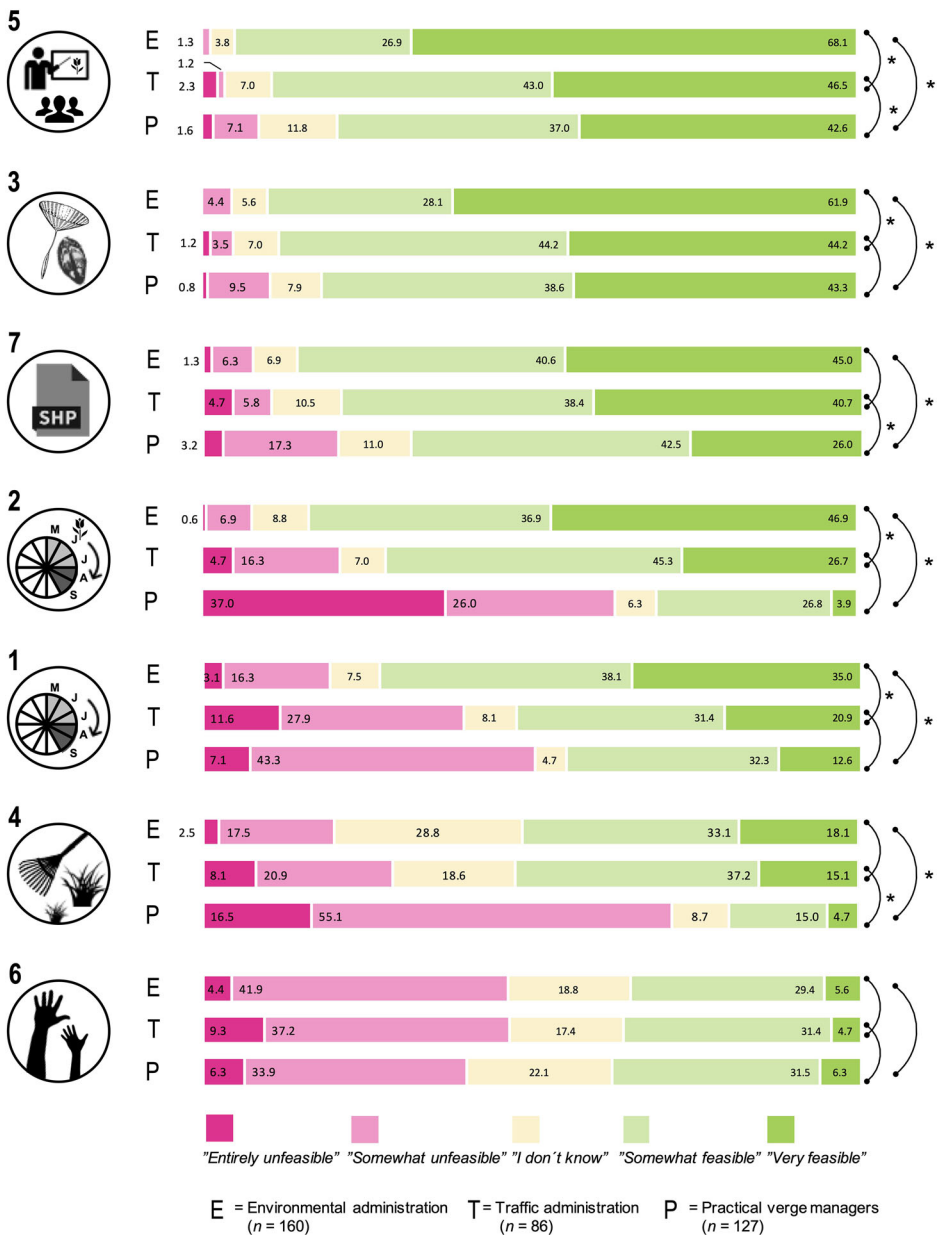 5
E 1.3 3.8 26.9 68.1
1.2
T 2.3 7.0 43.0 46.5
P 1.6 7.1 11.8 37.0 42.6
*
*
*
3
E 4.4 5.6 28.1 61.9
T 1.2 3.5 7.0 44.2 44.2
P 0.8 9.5 7.9 38.6 43.3
*
*
7
SHP
E 1.3 6.3 6.9 40.6 45.0
T 4.7 5.8 10.5 38.4 40.7
P 3.2 17.3 11.0 42.5 26.0
*
*
2
M J J A S
E 0.6 6.9 8.8 36.9 46.9
T 4.7 16.3 7.0 45.3 26.7
P 37.0 26.0 6.3 26.8 3.9
*
*
1
M J J A S
E 3.1 16.3 7.5 38.1 35.0
T 11.6 27.9 8.1 31.4 20.9
P 7.1 43.3 4.7 32.3 12.6
*
*
4
E 2.5 17.5 28.8 33.1 18.1
T 8.1 20.9 18.6 37.2 15.1
P 16.5 55.1 8.7 15.0 4.7
*
*
6
E 4.4 41.9 18.8 29.4 5.6
T 9.3 37.2 17.4 31.4 4.7
P 6.3 33.9 22.1 31.5 6.3
"Entirely unfeasible" "Somewhat unfeasible" "I don´t know" "Somewhat feasible" "Very feasible"
E = Environmental administration T = Traffic administration P = Practical verge managers
(n = 160) (n = 86) (n = 127)